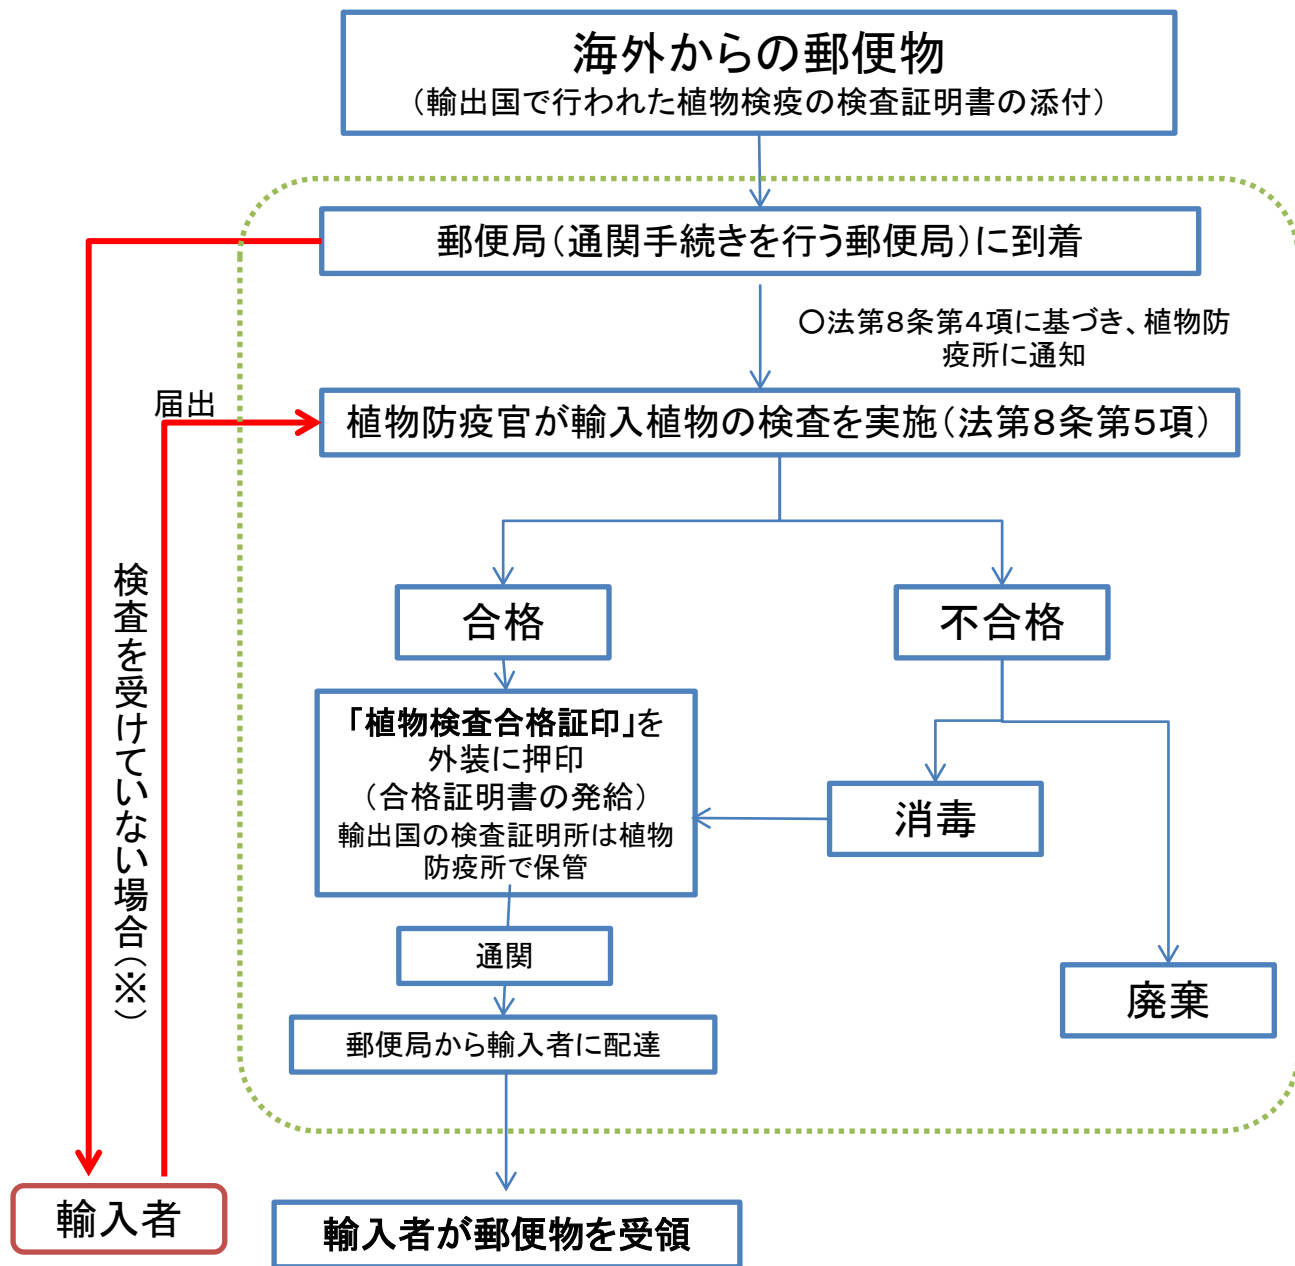 海外からの郵便物
（輸出国で行われた植物検疫の検査証明書の添付）
郵便局（通関手続きを行う郵便局）に到着
〇法第８条第４項に基づき、植物防
疫所に通知
届出
植物防疫官が輸入植物の検査を実施（法第８条第５項）
検査を受けていない場合（※）
合格
不合格
「植物検査合格証印」を
外装に押印
（合格証明書の発給）
輸出国の検査証明所は植物
防疫所で保管
消毒
通関
廃棄
郵便局から輸入者に配達
輸入者
輸入者が郵便物を受領